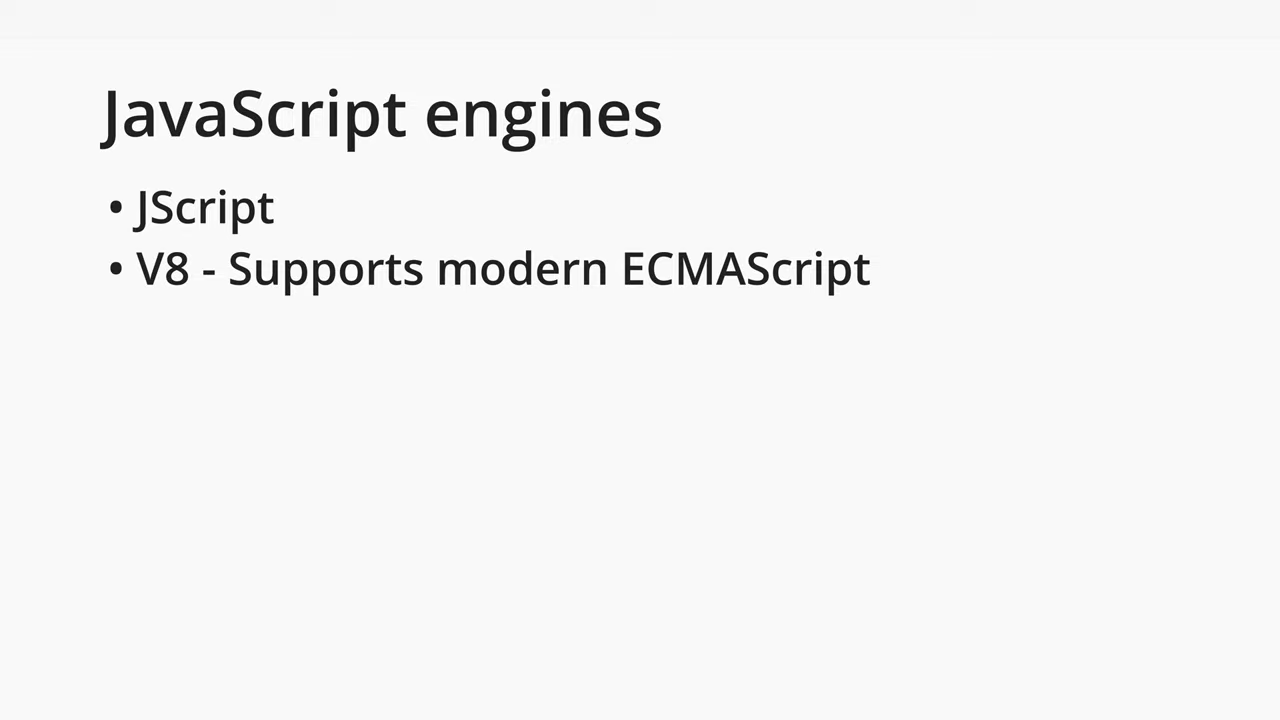 JavaScript engines
• JScript
• V8 - Supports modern ECMAScript